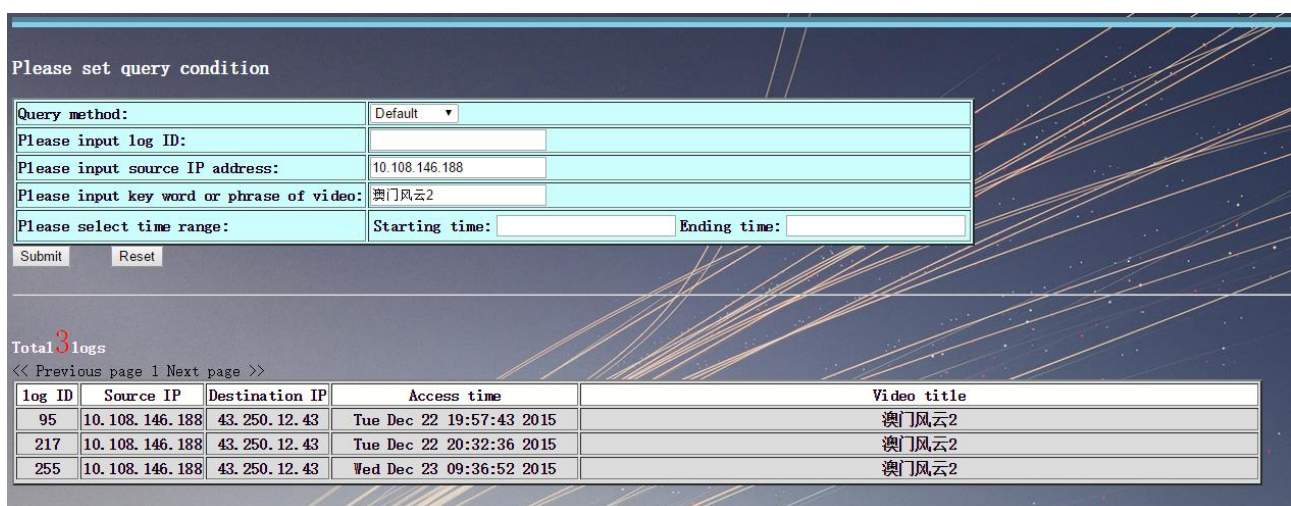 Please set query condition
Query method: Default
Please input log ID:
Please input source IP address: 10.108.146.188
Please input key word or phrase of video: 澳门风云2
Please select time range: Starting time: Ending time:
Submit Reset
Total 3 logs
<< Previous page 1 Next page >>
log ID Source IP Destination IP Access time Video title
95 10.108.146.188 43.250.12.43 Tue Dec 22 19:57:43 2015 澳门风云2
217 10.108.146.188 43.250.12.43 Tue Dec 22 20:32:36 2015 澳门风云2
255 10.108.146.188 43.250.12.43 Wed Dec 23 09:36:52 2015 澳门风云2